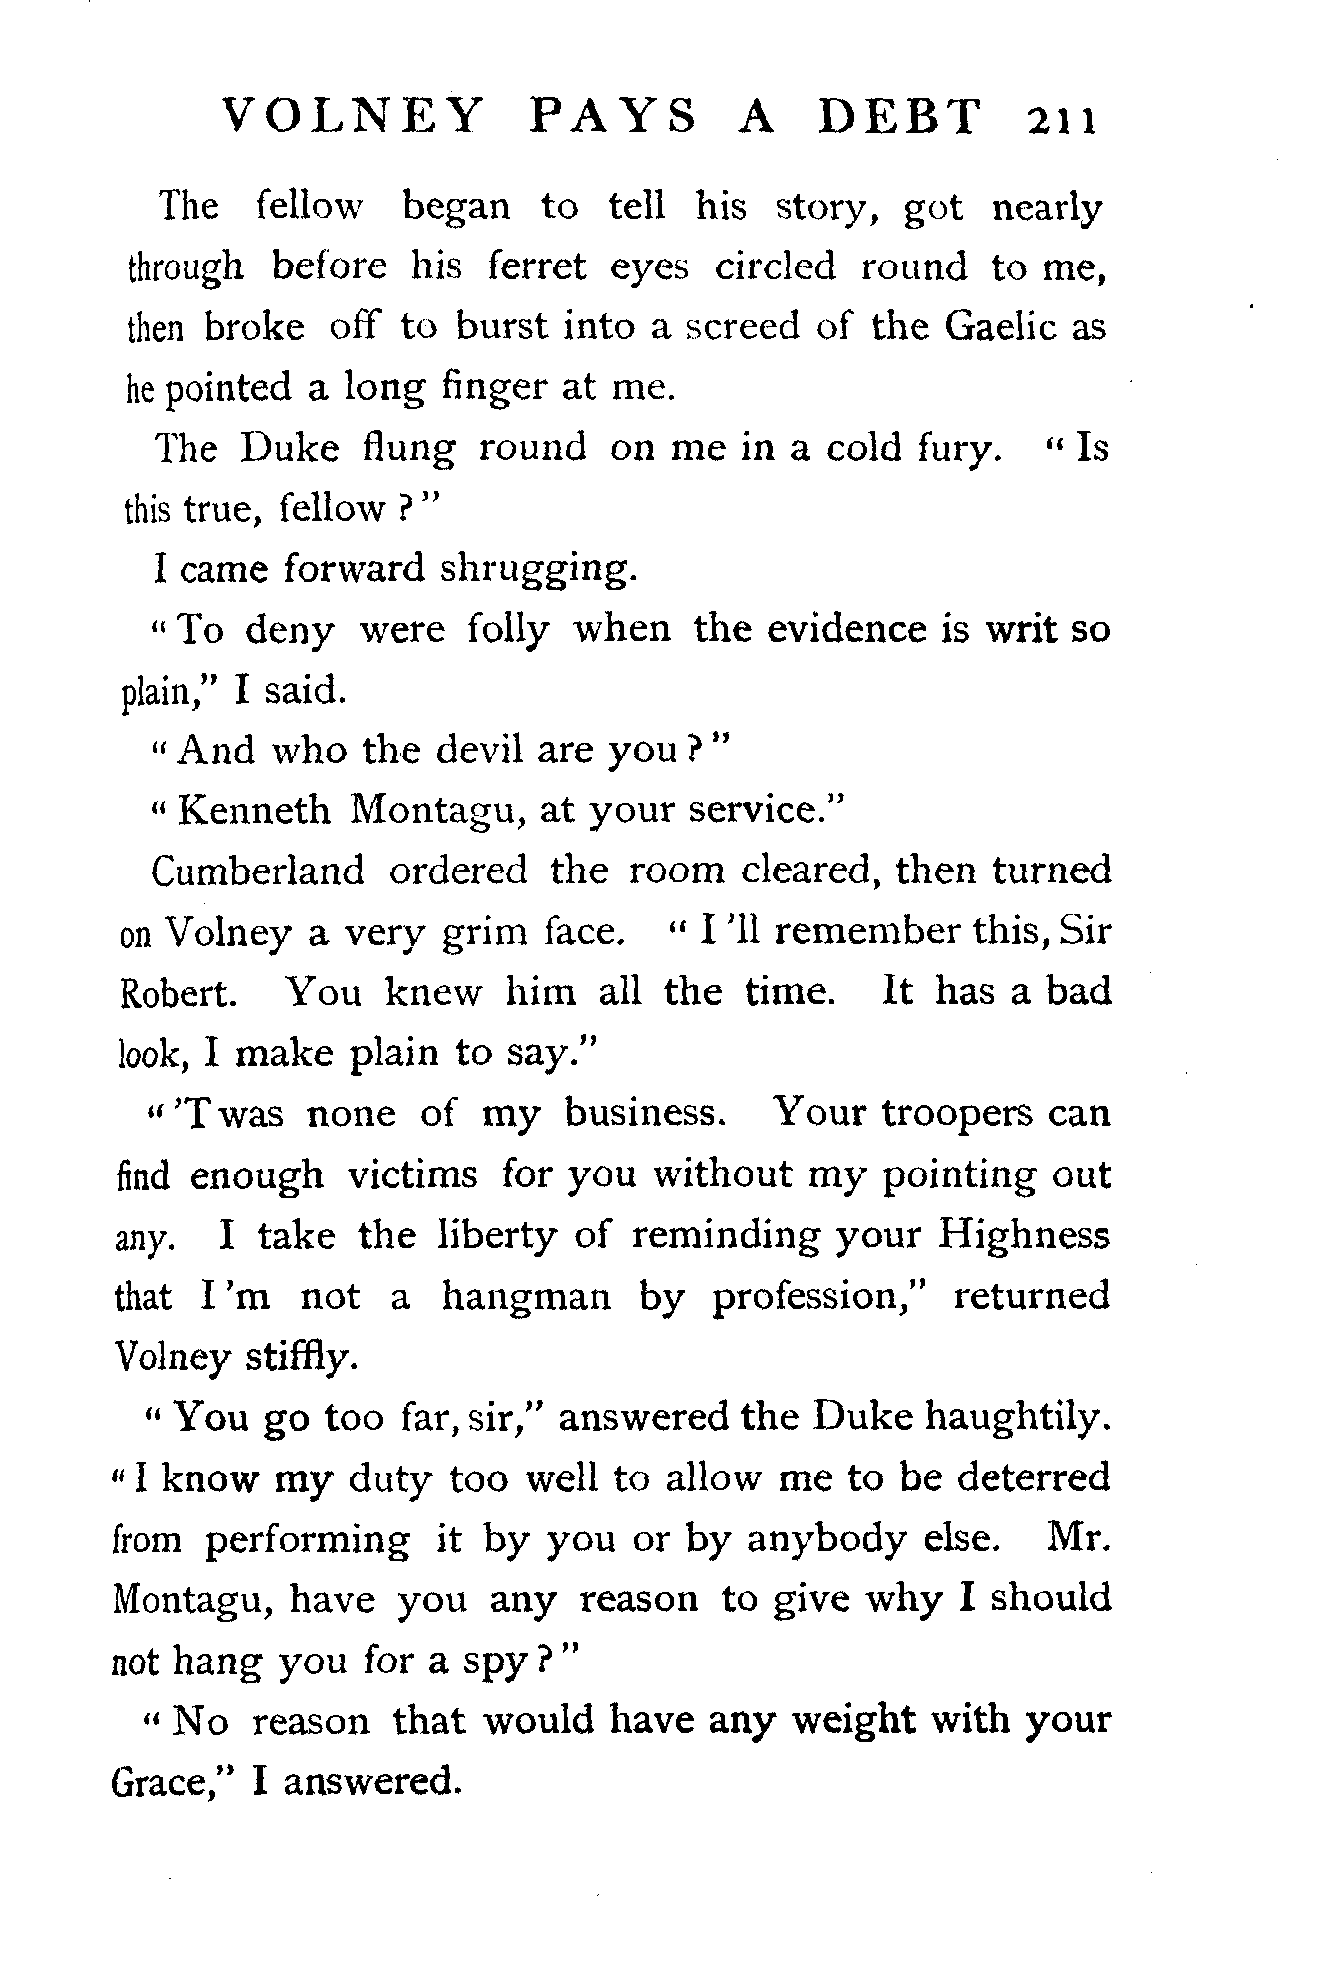 VOLNEY PAYS A DEBT 211
The fellow began to tell his story, got nearly
through before his ferret eyes circled round to me,
then broke off to burst into a screed of the Gaelic as
he pointed a long finger at me.
The Duke flung round on me in a cold fury. “ Is
this true, fellow ? ”
I came forward shrugging.
“ To deny were folly when the evidence is writ so
plain,” I said.
“ And who the devil are you ? ”
“ Kenneth Montagu, at your service.”
Cumberland ordered the room cleared, then turned
on Volney a very grim face. “ I ’ll remember this, Sir
Robert. You knew him all the time. It has a bad
look, I make plain to say.”
“ ’Twas none of my business. Your troopers can
find enough victims for you without my pointing out
any. I take the liberty of reminding your Highness
that I ’m not a hangman by profession,” returned
Volney stiffly.
“ You go too far, sir,” answered the Duke haughtily.
“ I know my duty too well to allow me to be deterred
from performing it by you or by anybody else. Mr.
Montagu, have you any reason to give why I should
not hang you for a spy ? ”
“ No reason that would have any weight with your
Grace,” I answered.